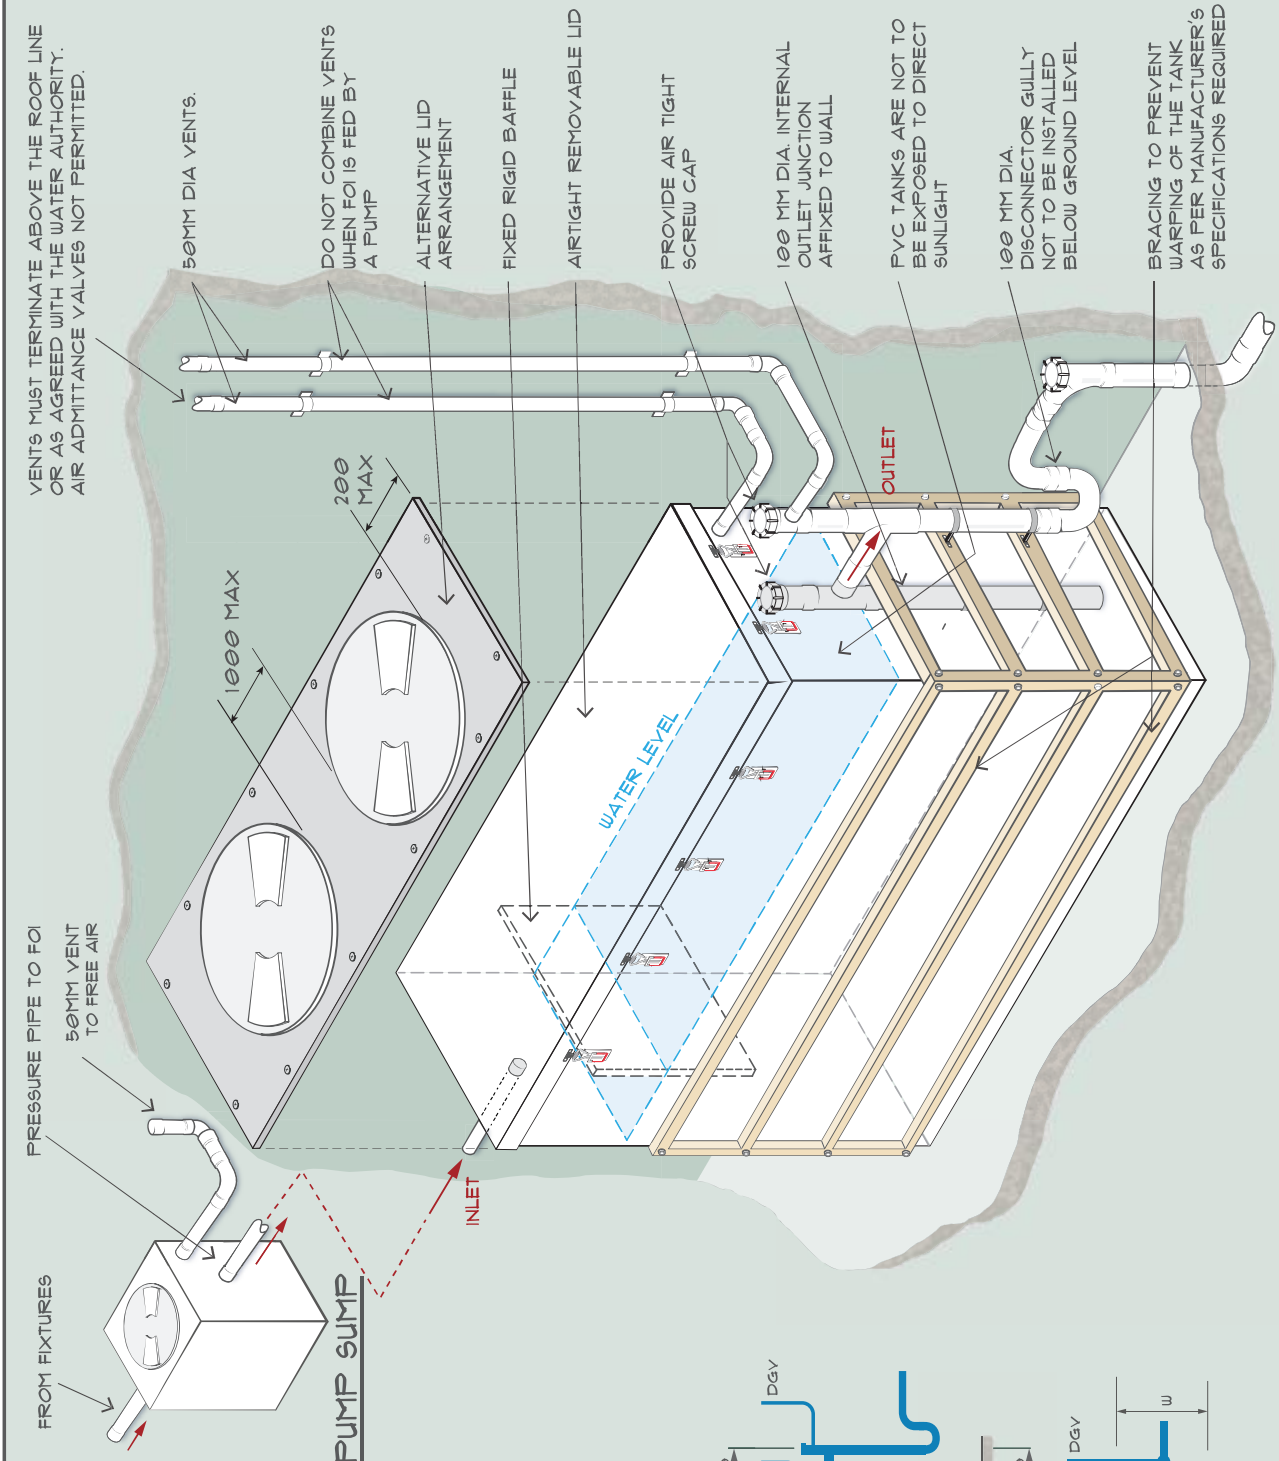 VENTS MUST TERMINATE ABOVE THE ROOF LINE
OR AS AGREED WITH THE WATER AUTHORITY.
AIR ADMITTANCE VALVES NOT PERMITTED.
50MM DIA VENTS.
DO NOT COMBINE VENTS
WHEN FOI IS FED BY
A PUMP
ALTERNATIVE LID
ARRANGEMENT
FIXED RIGID BAFFLE
AIRTIGHT REMOVABLE LID
PROVIDE AIR TIGHT
SCREW CAP
100 MM DIA. INTERNAL
OUTLET JUNCTION
AFFIXED TO WALL
PVC TANKS ARE NOT TO
BE EXPOSED TO DIRECT
SUNLIGHT
100 MM DIA.
DISCONNECTOR GULLY
NOT TO BE INSTALLED
BELOW GROUND LEVEL
BRACING TO PREVENT
WARPING OF THE TANK
AS PER MANUFACTURER'S
SPECIFICATIONS REQUIRED
200
MAX
1000 MAX
OUTLET
WATER LEVEL
INLET
PRESSURE PIPE TO FOI
50MM VENT
TO FREE AIR
FROM FIXTURES
PUMP SUMP
DGV
DGV
W